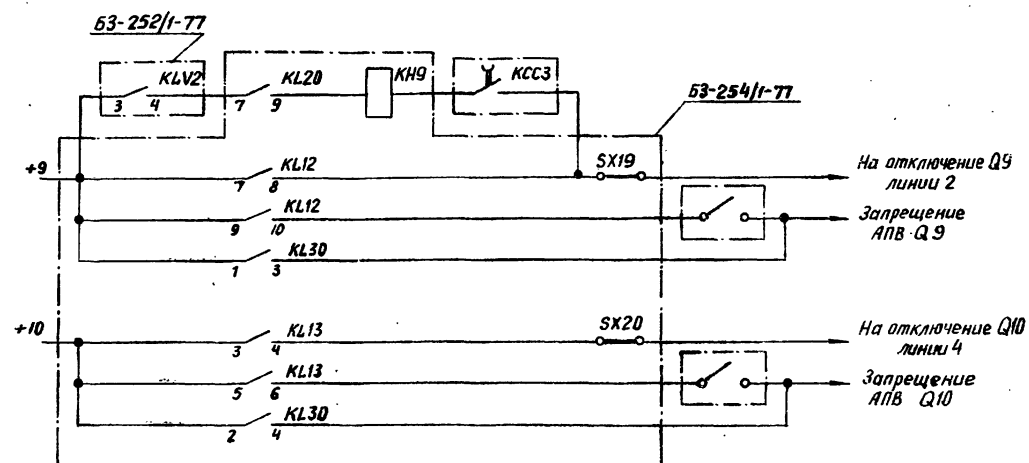 БЗ-252/1-77
KLV2
KL20
КН9
КСС3
3 4
7 9
БЗ-254/1-77
+9
KL12
7 8
SX19
На отключение Q9
линии 2
KL12
9 10
Запрещение
АПВ Q9
KL30
1 3
+10
KL13
3 4
SX20
На отключение Q10
линии 4
KL13
5 6
Запрещение
АПВ Q10
KL30
2 4